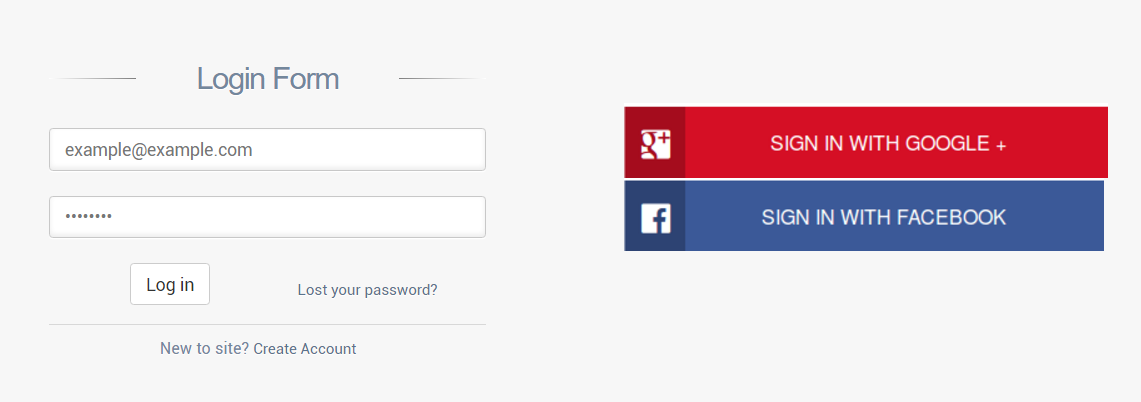 Login Form
example@example.com
••••••••
Log in
Lost your password?
New to site? Create Account
g+
SIGN IN WITH GOOGLE +
f
SIGN IN WITH FACEBOOK